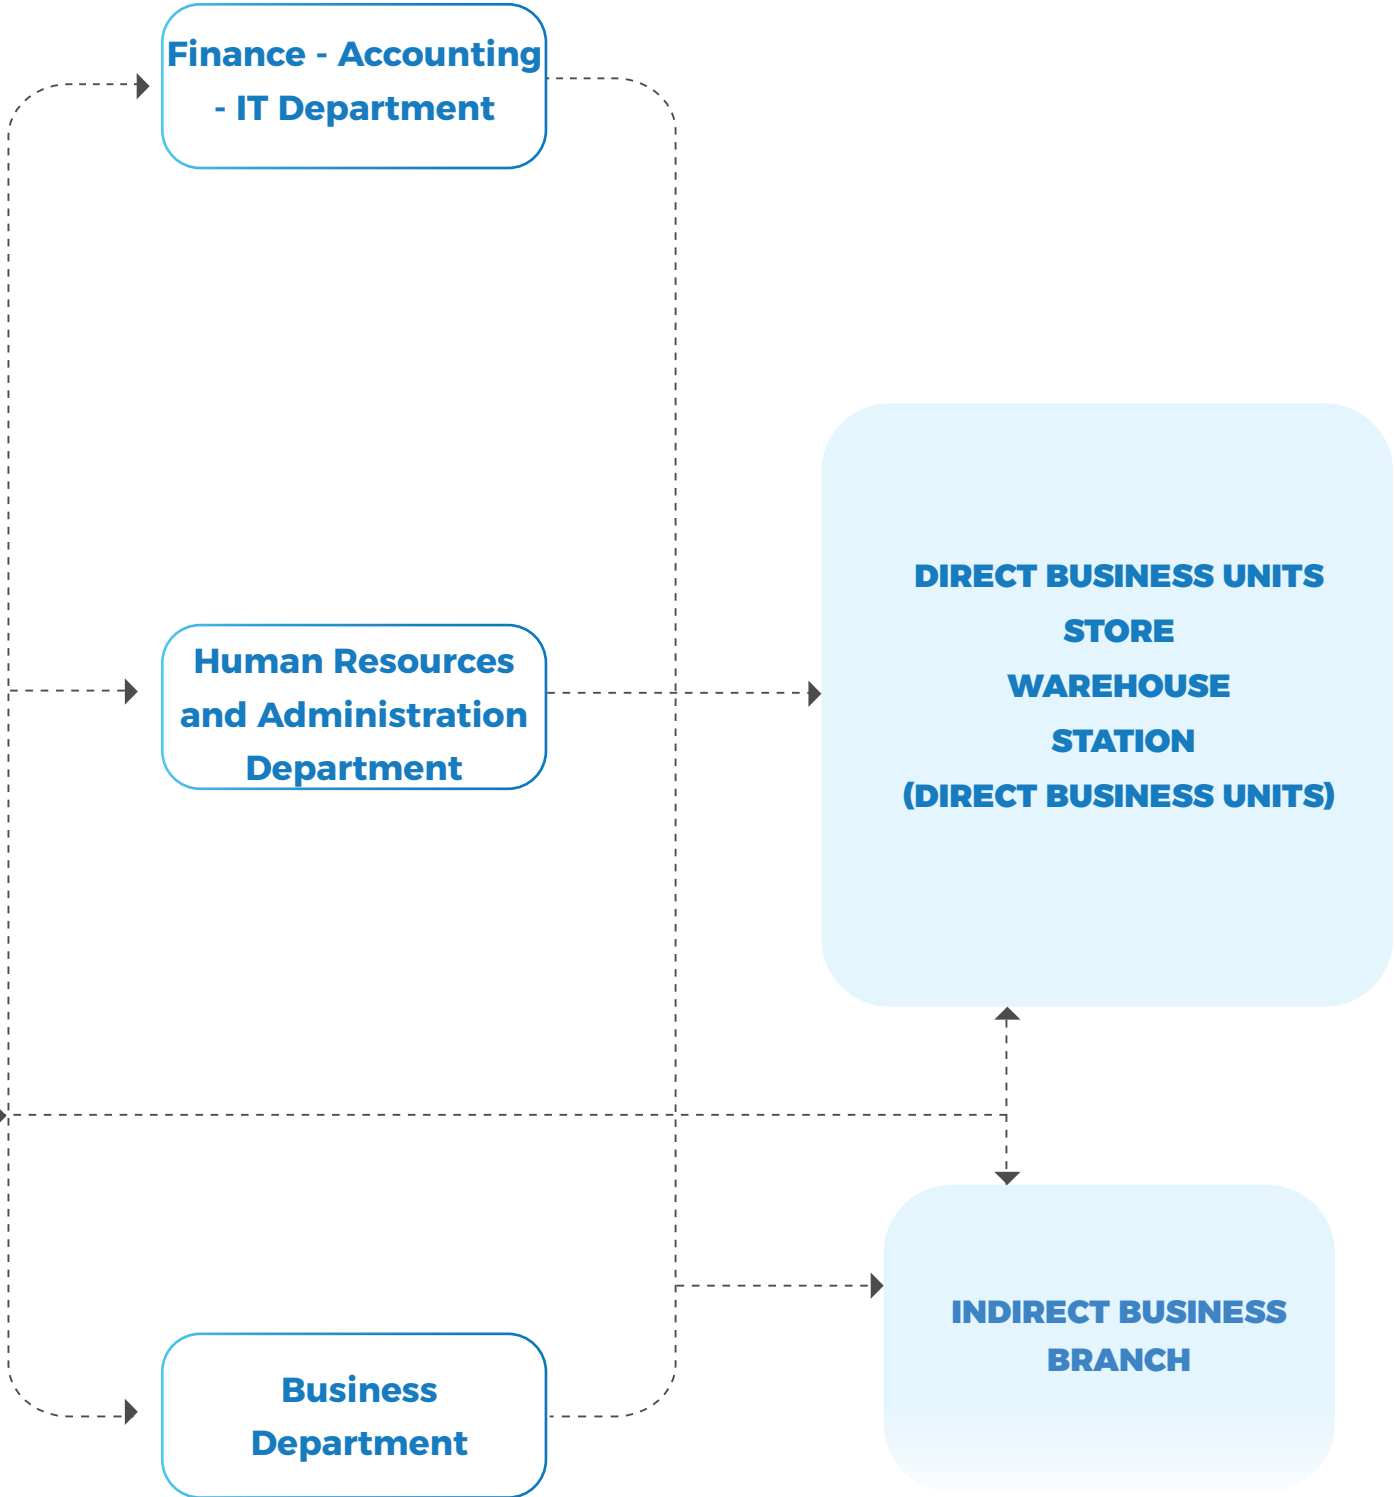 Finance - Accounting
- IT Department
Human Resources
and Administration
Department
DIRECT BUSINESS UNITS
STORE
WAREHOUSE
STATION
(DIRECT BUSINESS UNITS)
INDIRECT BUSINESS
BRANCH
Business
Department